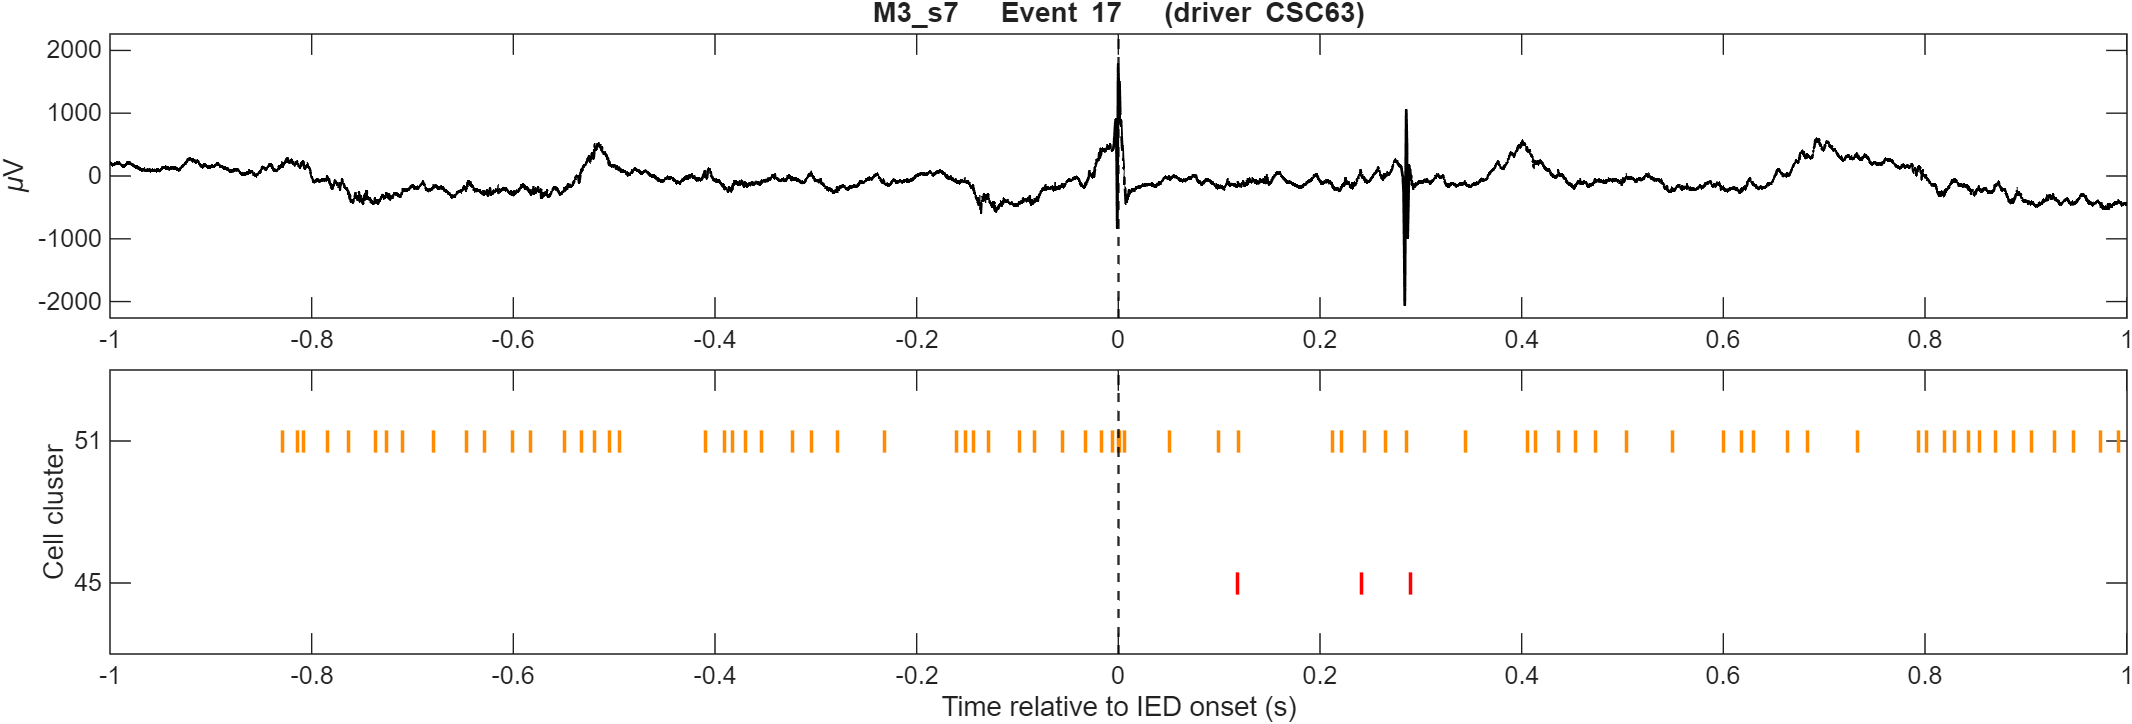 M3_s7 Event 17 (driver CSC63)
2000
1000
0
-1000
-2000
µV
-1 -0.8 -0.6 -0.4 -0.2 0 0.2 0.4 0.6 0.8 1
51
45
Cell cluster
-1 -0.8 -0.6 -0.4 -0.2 0 0.2 0.4 0.6 0.8 1
Time relative to IED onset (s)